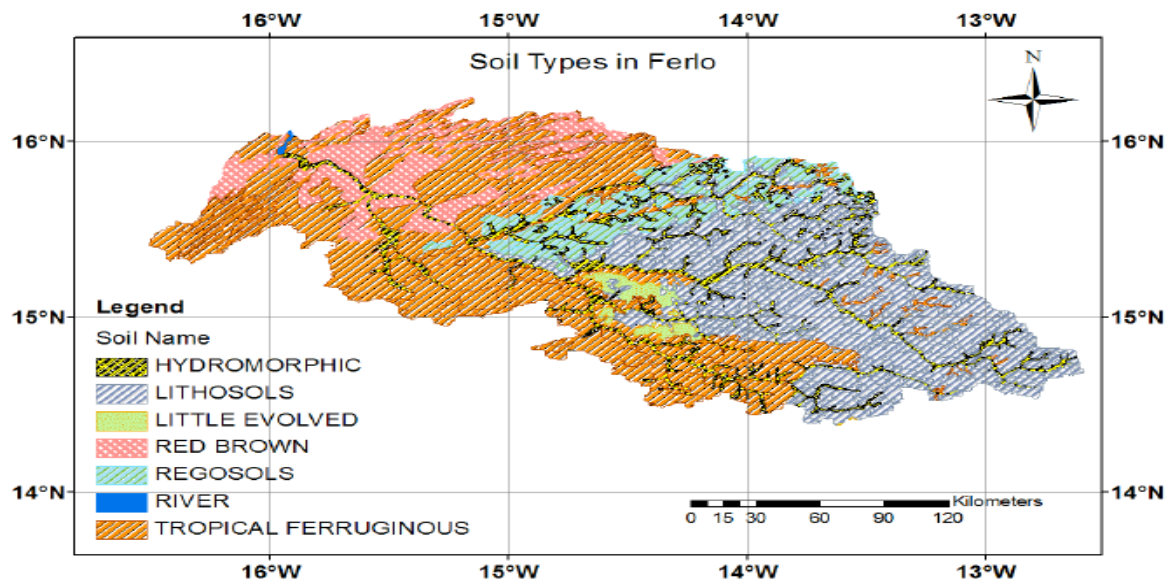 16°W 15°W 14°W 13°W
Soil Types in Ferlo
N
16°N 16°N
15°N 15°N
14°N 14°N
Legend
Soil Name
HYDROMORPHIC
LITHOSOLS
LITTLE EVOLVED
RED BROWN
REGOSOLS
RIVER
TROPICAL FERRUGINOUS
Kilometers
0 15 30 60 90 120
16°W 15°W 14°W 13°W